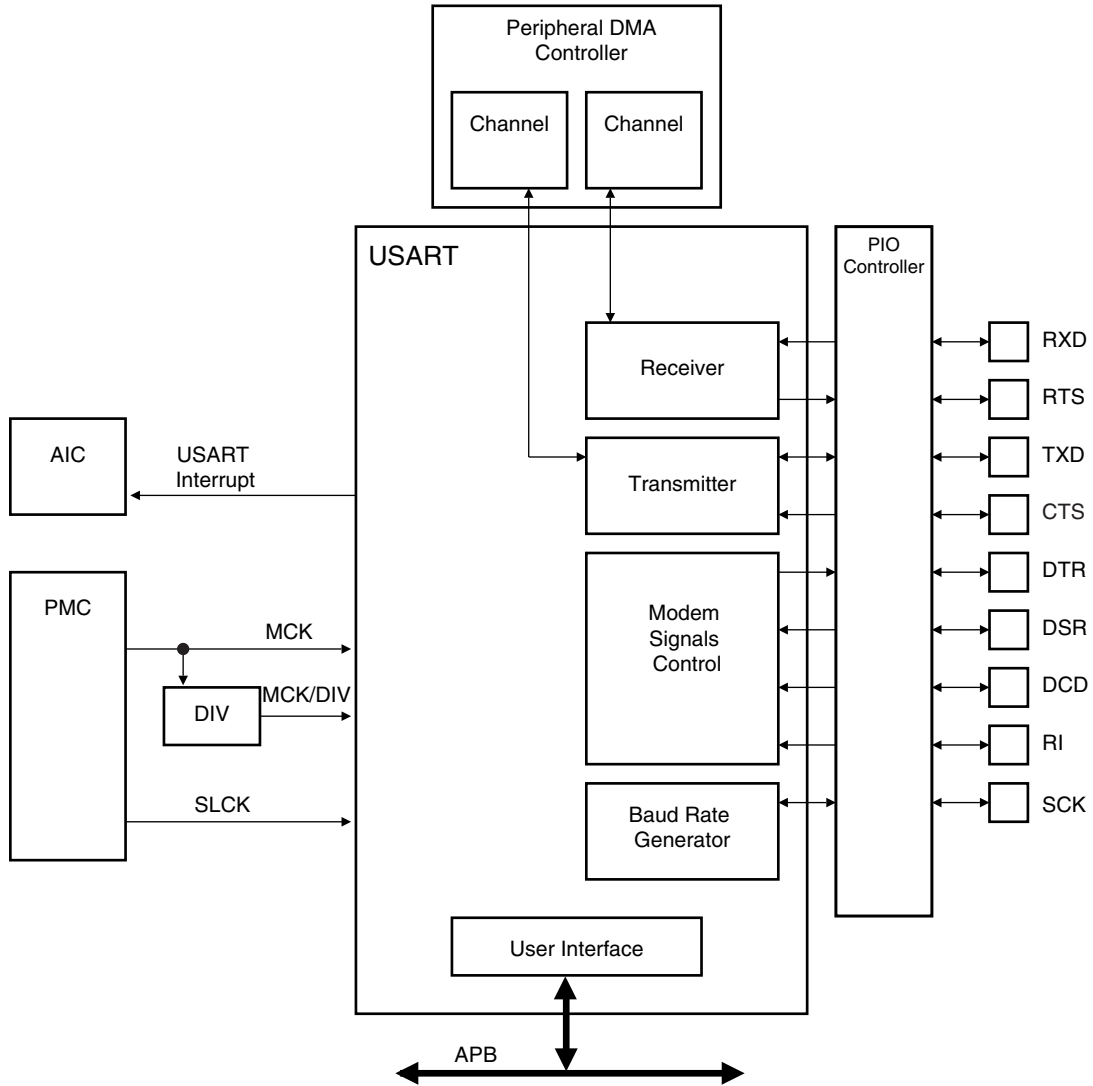 Peripheral DMA
Controller
Channel
Channel
USART
PIO
Controller
Receiver
RXD
RTS
AIC
USART
Interrupt
Transmitter
TXD
CTS
PMC
MCK
DIV
MCK/DIV
SLCK
Modem
Signals
Control
DTR
DSR
DCD
RI
Baud Rate
Generator
SCK
User Interface
APB